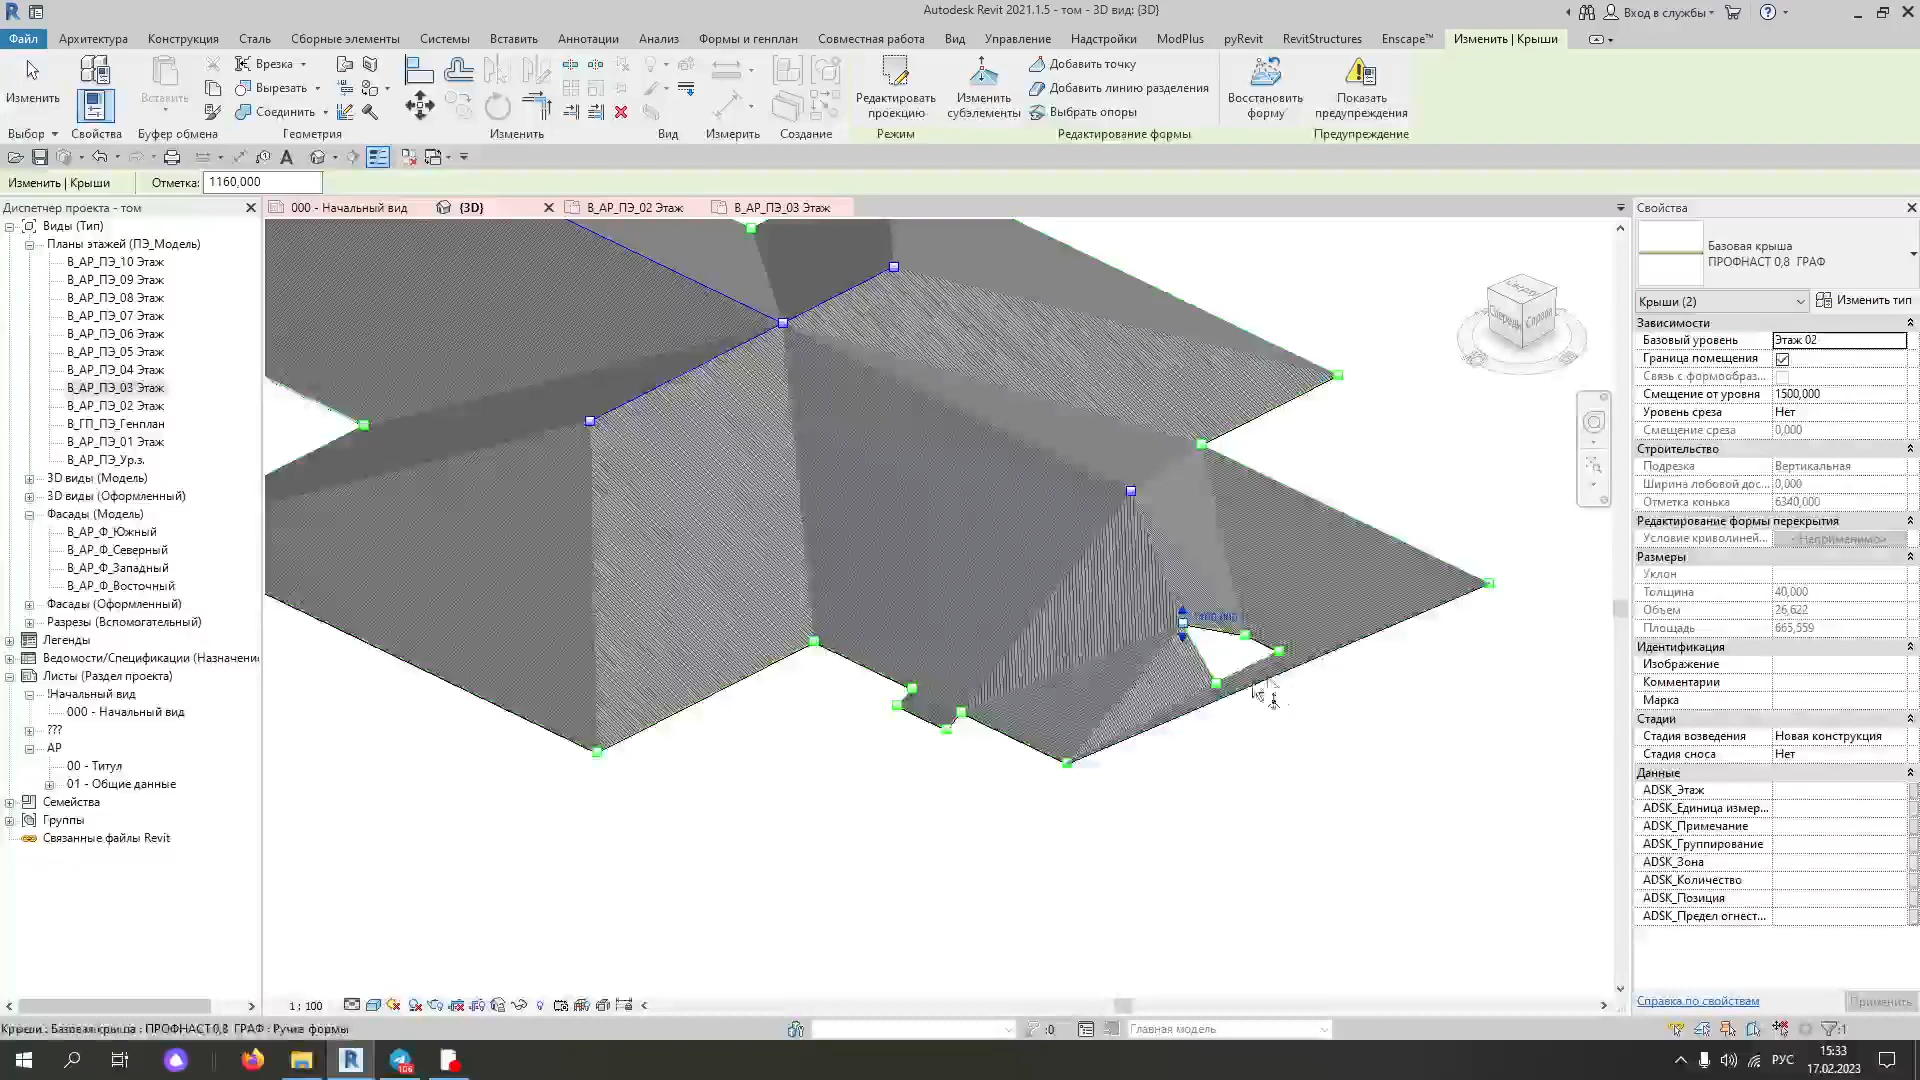 Autodesk Revit 2021.1.5 - том - 3D вид: {3D}
Вход в службы
Файл Архитектура Конструкция Сталь Сборные элементы Системы Вставить Аннотации Анализ Формы и генплан Совместная работа Вид Управление Надстройки ModPlus pyRevit RevitStructures Enscape™ Изменить | Крыши
Изменить
Вставить
Врезка
Вырезать
Соединить
Редактировать проекцию
Изменить субэлементы
Добавить точку
Добавить линию разделения
Выбрать опоры
Восстановить форму
Показать предупреждения
Выбор Свойства Буфер обмена Геометрия Изменить Вид Измерить Создание Режим Редактирование формы Предупреждение
Изменить | Крыши Отметка: 1160,000
Диспетчер проекта - том
000 - Начальный вид {3D} В_АР_ПЭ_02 Этаж В_АР_ПЭ_03 Этаж
Виды (Тип)
Планы этажей (ПЭ_Модель)
В_АР_ПЭ_10 Этаж
В_АР_ПЭ_09 Этаж
В_АР_ПЭ_08 Этаж
В_АР_ПЭ_07 Этаж
В_АР_ПЭ_06 Этаж
В_АР_ПЭ_05 Этаж
В_АР_ПЭ_04 Этаж
В_АР_ПЭ_03 Этаж
В_АР_ПЭ_02 Этаж
В_ГП_ПЭ_Генплан
В_АР_ПЭ_01 Этаж
В_АР_ПЭ_Ур.з.
3D виды (Модель)
3D виды (Оформленный)
Фасады (Модель)
В_АР_Ф_Южный
В_АР_Ф_Северный
В_АР_Ф_Западный
В_АР_Ф_Восточный
Фасады (Оформленный)
Разрезы (Вспомогательный)
Легенды
Ведомости/Спецификации (Назначени
Листы (Раздел проекта)
!Начальный вид
000 - Начальный вид
???
АР
00 - Титул
01 - Общие данные
Семейства
Группы
Связанные файлы Revit
Сверху
Спереди
Справа
Свойства
Базовая крыша
ПРОФНАСТ 0,8 ГРАФ
Крыши (2) Изменить тип
Зависимости
Базовый уровень Этаж 02
Граница помещения
Связь с формообраз...
Смещение от уровня 1500,000
Уровень среза Нет
Смещение среза 0,000
Строительство
Подрезка Вертикальная
Ширина лобовой дос... 0,000
Отметка конька 6340,000
Редактирование формы перекрытия
Условие криволиней... <Неприменимо>
Размеры
Уклон
Толщина 40,000
Объем 26,622
Площадь 665,559
Идентификация
Изображение
Комментарии
Марка
Стадии
Стадия возведения Новая конструкция
Стадия сноса Нет
Данные
ADSK_Этаж
ADSK_Единица измер...
ADSK_Примечание
ADSK_Группирование
ADSK_Зона
ADSK_Количество
ADSK_Позиция
ADSK_Предел огнест...
Справка по свойствам Применить
1 : 100
Крыши : Базовая крыша : ПРОФНАСТ 0,8 ГРАФ : Ручие формы
:0 Главная модель :1
106
РУС
15:33
17.02.2023